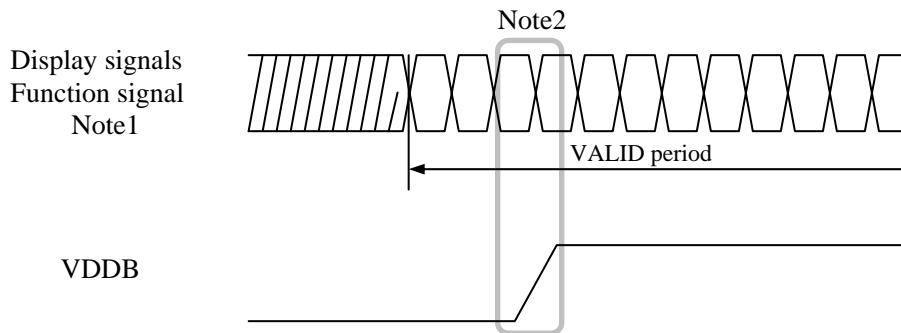 Note2
Display signals
Function signal
Note1
VALID period
VDDB